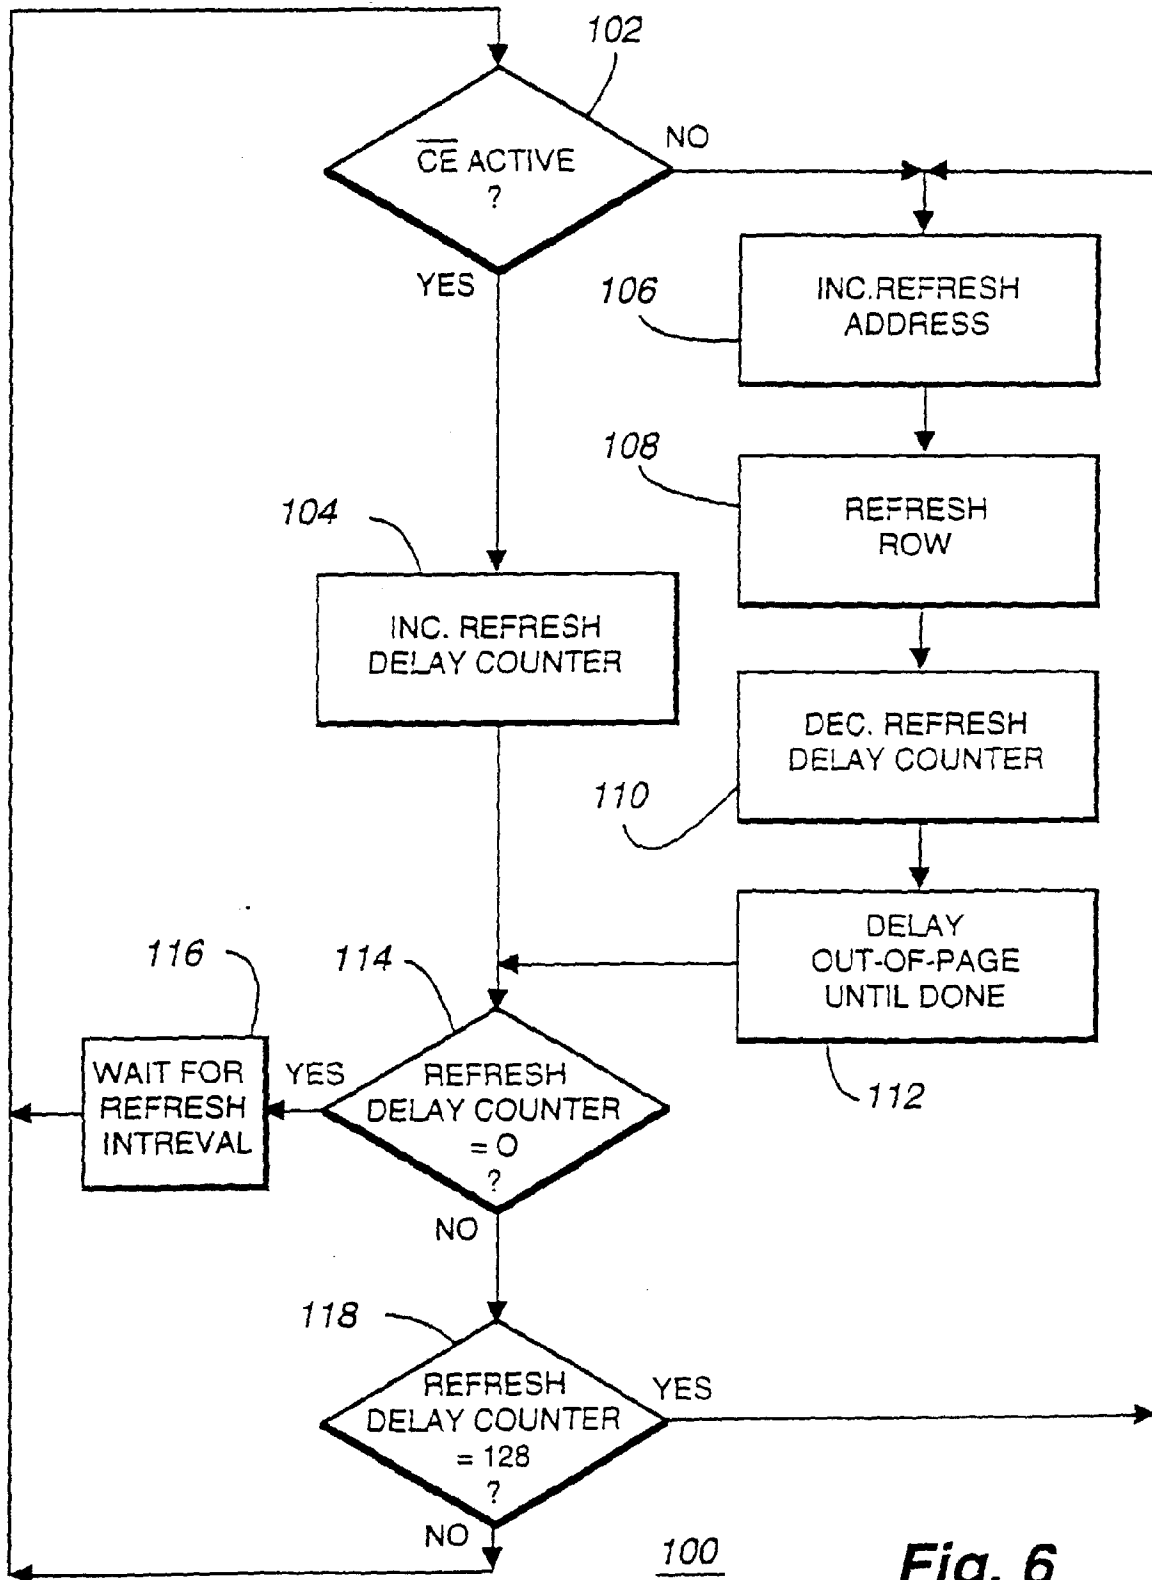 102
C̅E̅ ACTIVE
?
NO
YES
106
INC.REFRESH
ADDRESS
108
REFRESH
ROW
104
INC. REFRESH
DELAY COUNTER
DEC. REFRESH
DELAY COUNTER
110
DELAY
OUT-OF-PAGE
UNTIL DONE
112
116
114
WAIT FOR
REFRESH
INTREVAL
YES
REFRESH
DELAY COUNTER
= 0
?
NO
118
REFRESH
DELAY COUNTER
= 128
?
YES
NO
100
Fig. 6